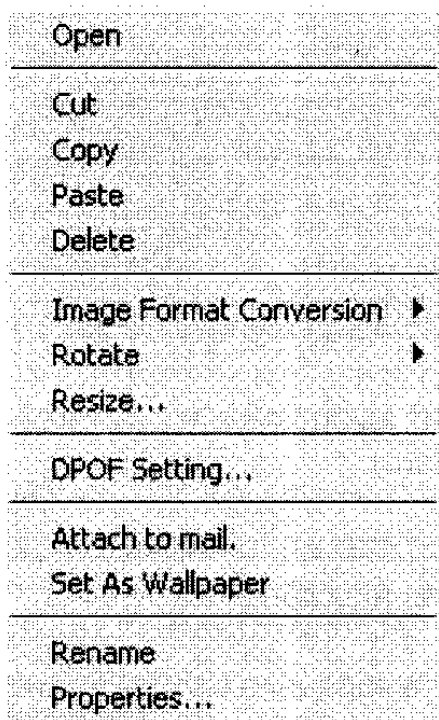 Open
Cut
Copy
Paste
Delete
Image Format Conversion
Rotate
Resize...
DPOF Setting...
Attach to mail.
Set As Wallpaper
Rename
Properties...